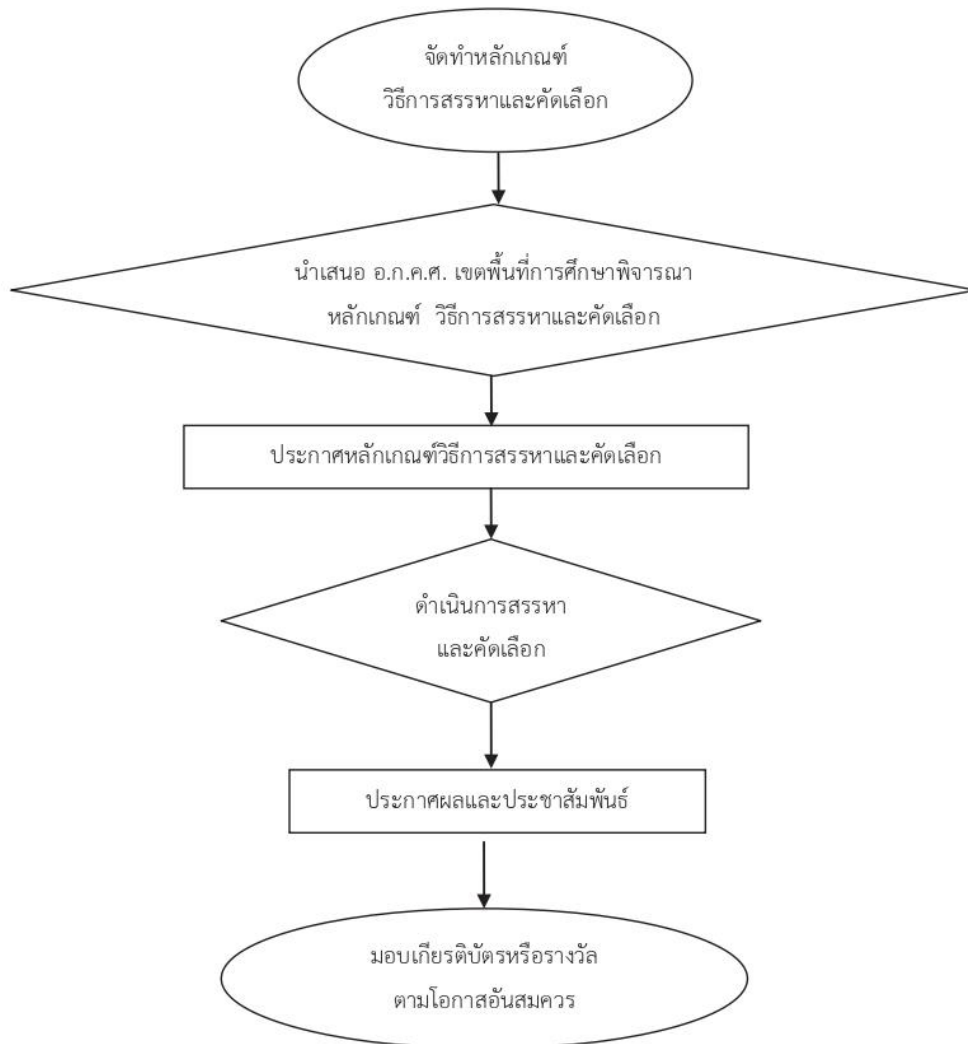 จัดทำหลักเกณฑ์
วิธีการสรรหาและคัดเลือก
นำเสนอ อ.ก.ค.ศ. เขตพื้นที่การศึกษาพิจารณา
หลักเกณฑ์ วิธีการสรรหาและคัดเลือก
ประกาศหลักเกณฑ์วิธีการสรรหาและคัดเลือก
ดำเนินการสรรหา
และคัดเลือก
ประกาศผลและประชาสัมพันธ์
มอบเกียรติบัตรหรือรางวัล
ตามโอกาสอันสมควร